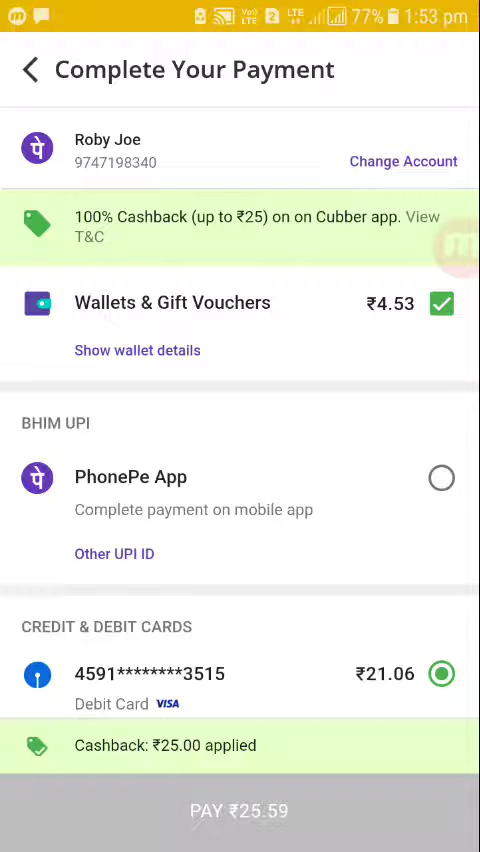 LTE 77% 1:53 pm
Complete Your Payment
पे Roby Joe
9747198340
Change Account
100% Cashback (up to ₹25) on on Cubber app. View
T&C
Wallets & Gift Vouchers ₹4.53
Show wallet details
BHIM UPI
पे PhonePe App
Complete payment on mobile app
Other UPI ID
CREDIT & DEBIT CARDS
4591********3515 ₹21.06
Debit Card VISA
Cashback: ₹25.00 applied
PAY ₹25.59